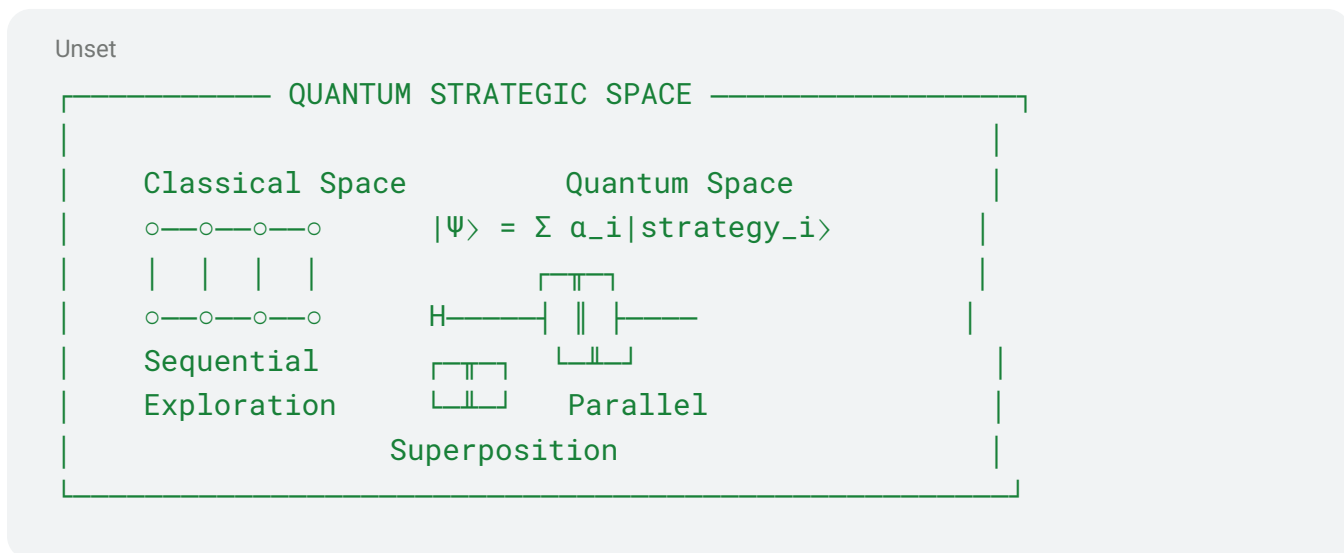 Unset
QUANTUM STRATEGIC SPACE
Classical Space Quantum Space
|Ψ⟩ = Σ α_i|strategy_i⟩
H
Sequential
Exploration Parallel
Superposition